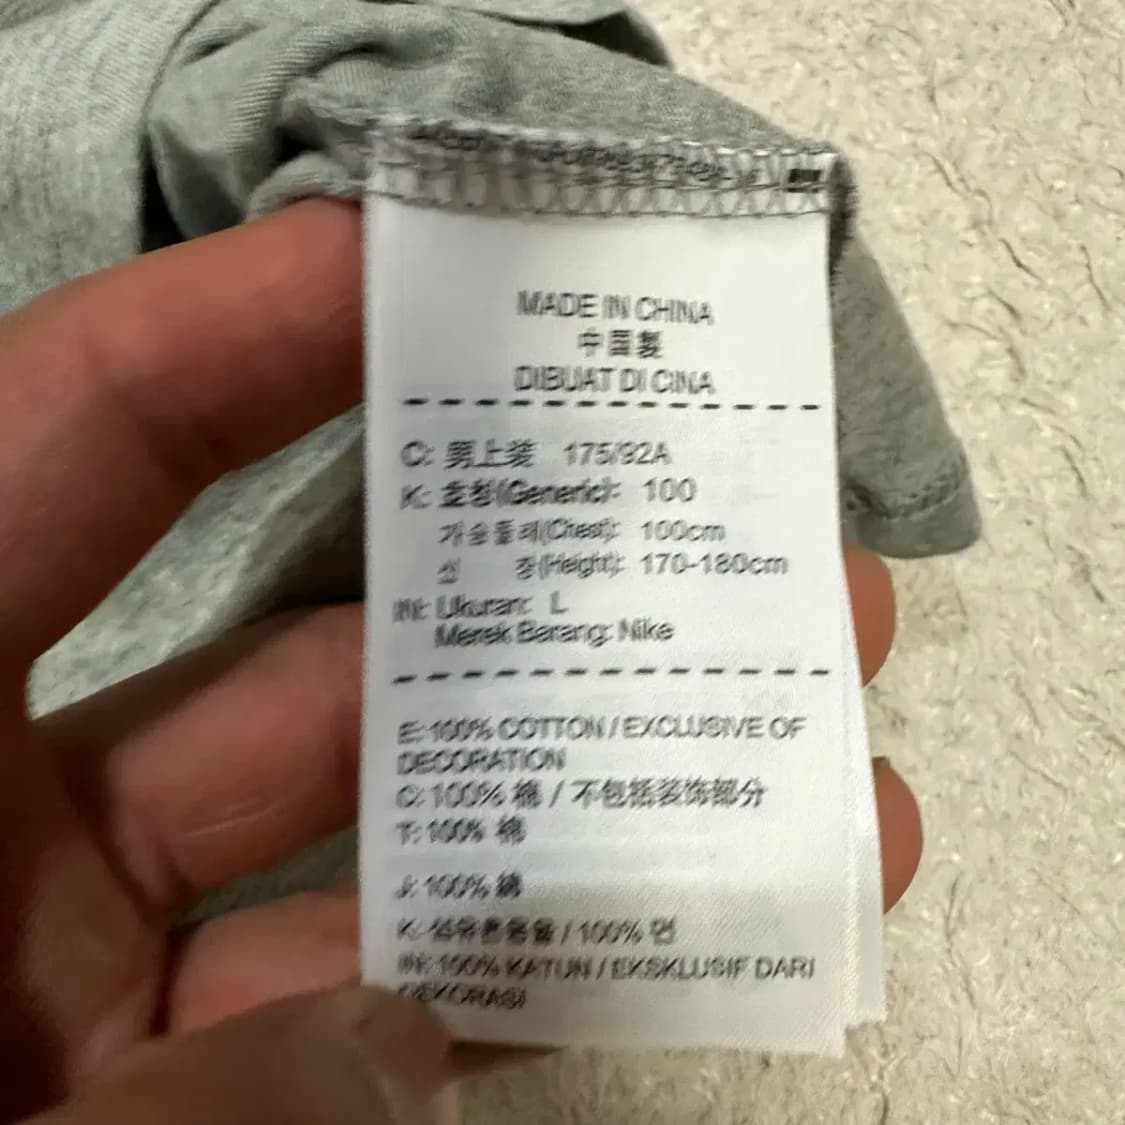 MADE IN CHINA
中国製
DIBUAT DI CINA
C: 男上装 175/92A
K: 호칭(Generic): 100
가슴둘레(Chest): 100cm
신 장(Height): 170-180cm
IN: Ukuran: L
Merek Barang: Nike
E: 100% COTTON / EXCLUSIVE OF
DECORATION
C: 100% 棉 / 不包括装饰部分
T: 100% 棉
J: 100% 綿
K: 섬유혼용율 / 100% 면
IN: 100% KATUN / EKSKLUSIF DARI
DEKORASI